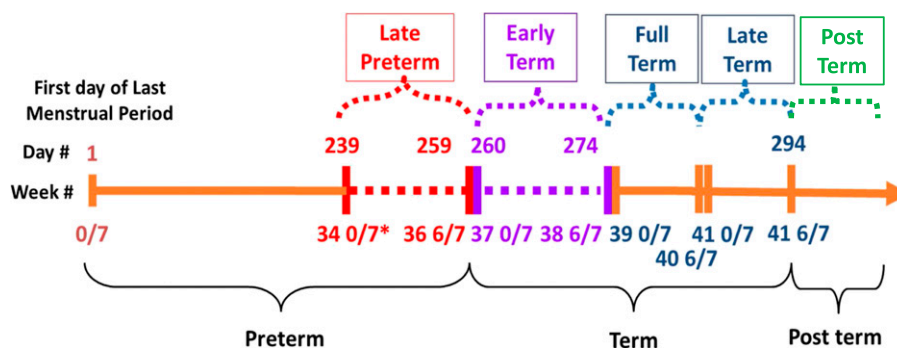 Late Preterm
Early Term
Full Term
Late Term
Post Term
First day of Last
Menstrual Period
Day # 1 239 259 260 274 294
Week #
0/7 34 0/7* 36 6/7 37 0/7 38 6/7 39 0/7 41 0/7 41 6/7
40 6/7
Preterm Term Post term